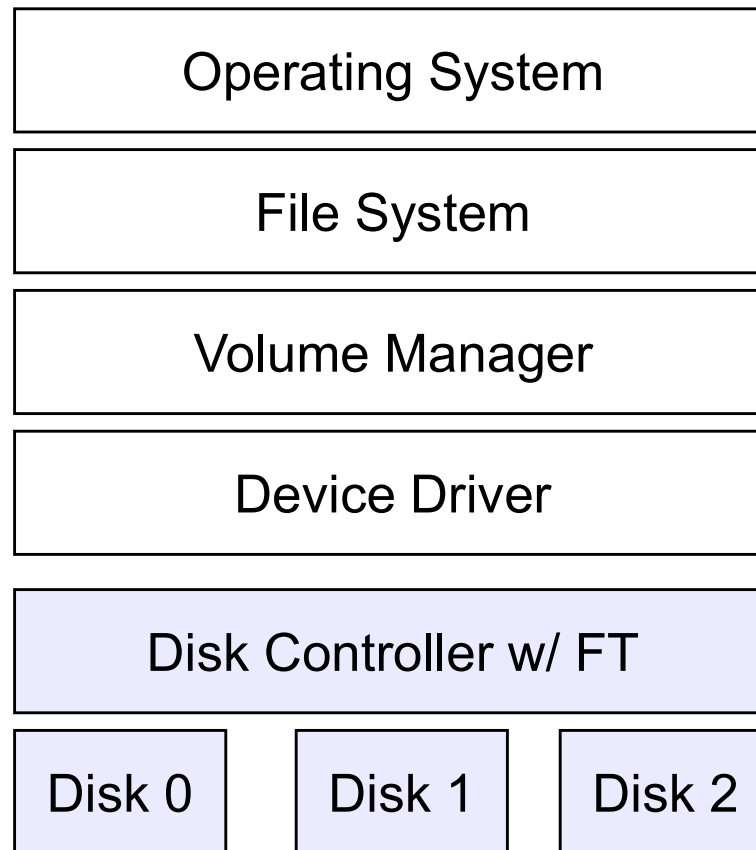 Operating System
File System
Volume Manager
Device Driver
Disk Controller w/ FT
Disk 0
Disk 1
Disk 2